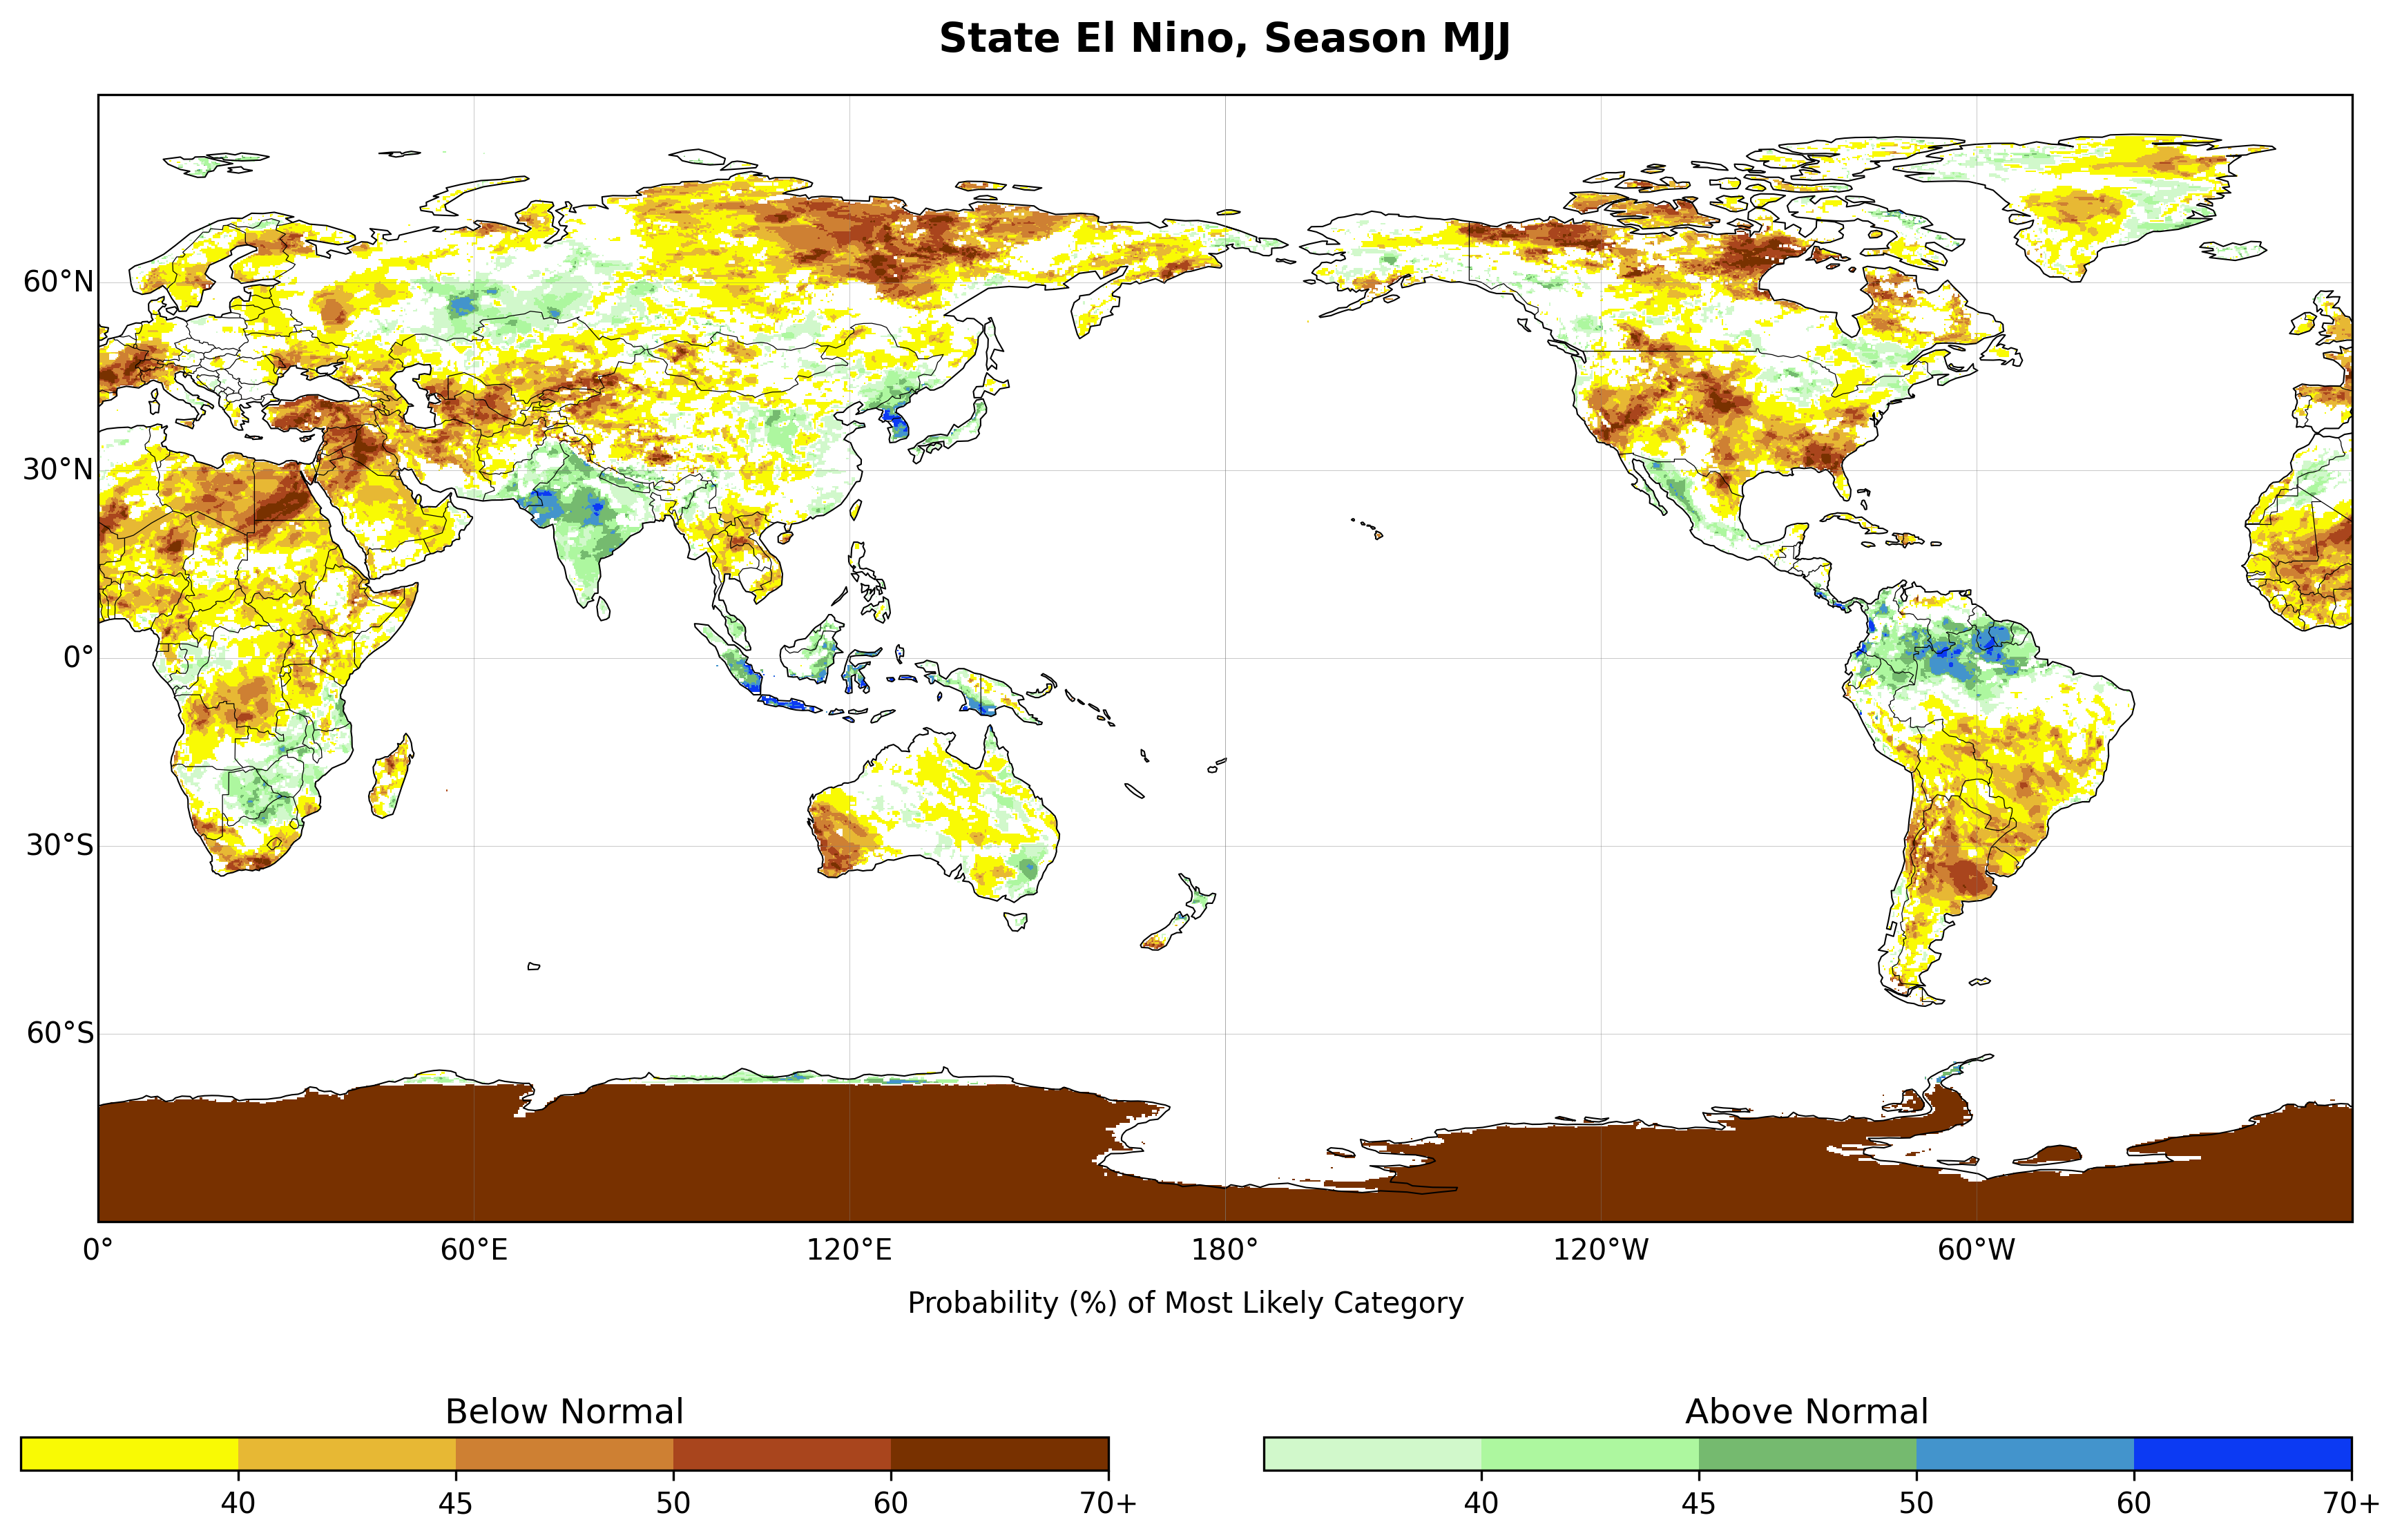 State El Nino, Season MJJ
60°N
30°N
0°
30°S
60°S
0° 60°E 120°E 180° 120°W 60°W
Probability (%) of Most Likely Category
Below Normal Above Normal
40 45 50 60 70+ 40 45 50 60 70+